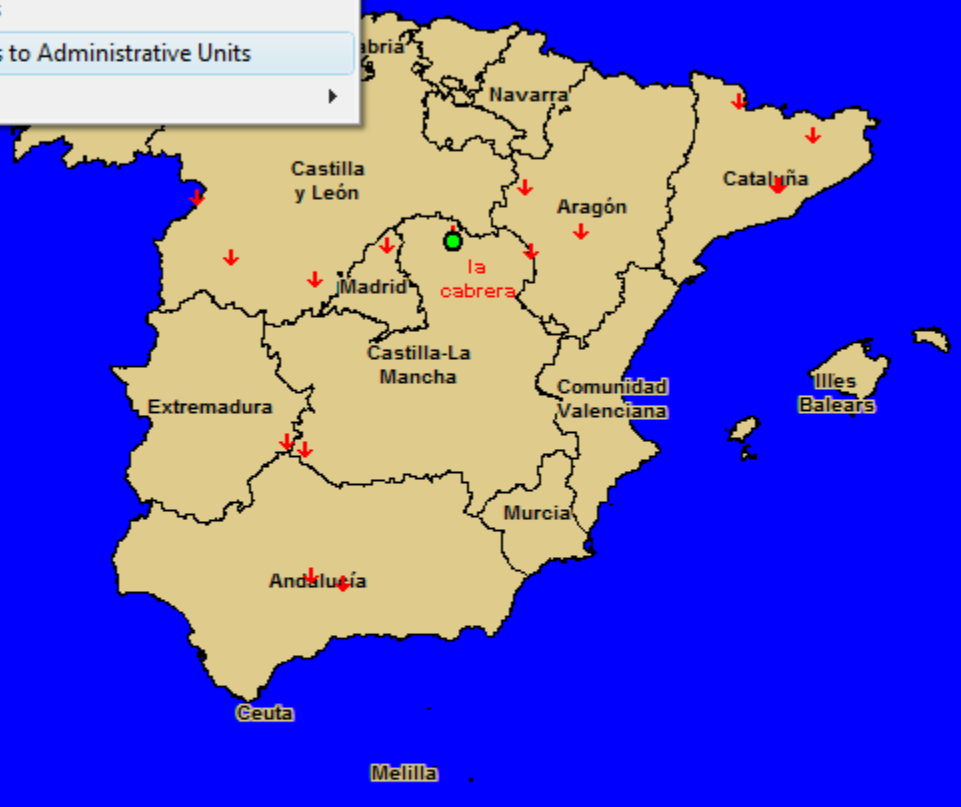 s to Administrative Units
abria
Navarra
Castilla
y León
Cataluña
Aragón
la
cabrera
Madrid
Castilla-La
Mancha
Extremadura
Comunidad
Valenciana
Illes
Balears
Murcia
Andalucía
Ceuta
Melilla